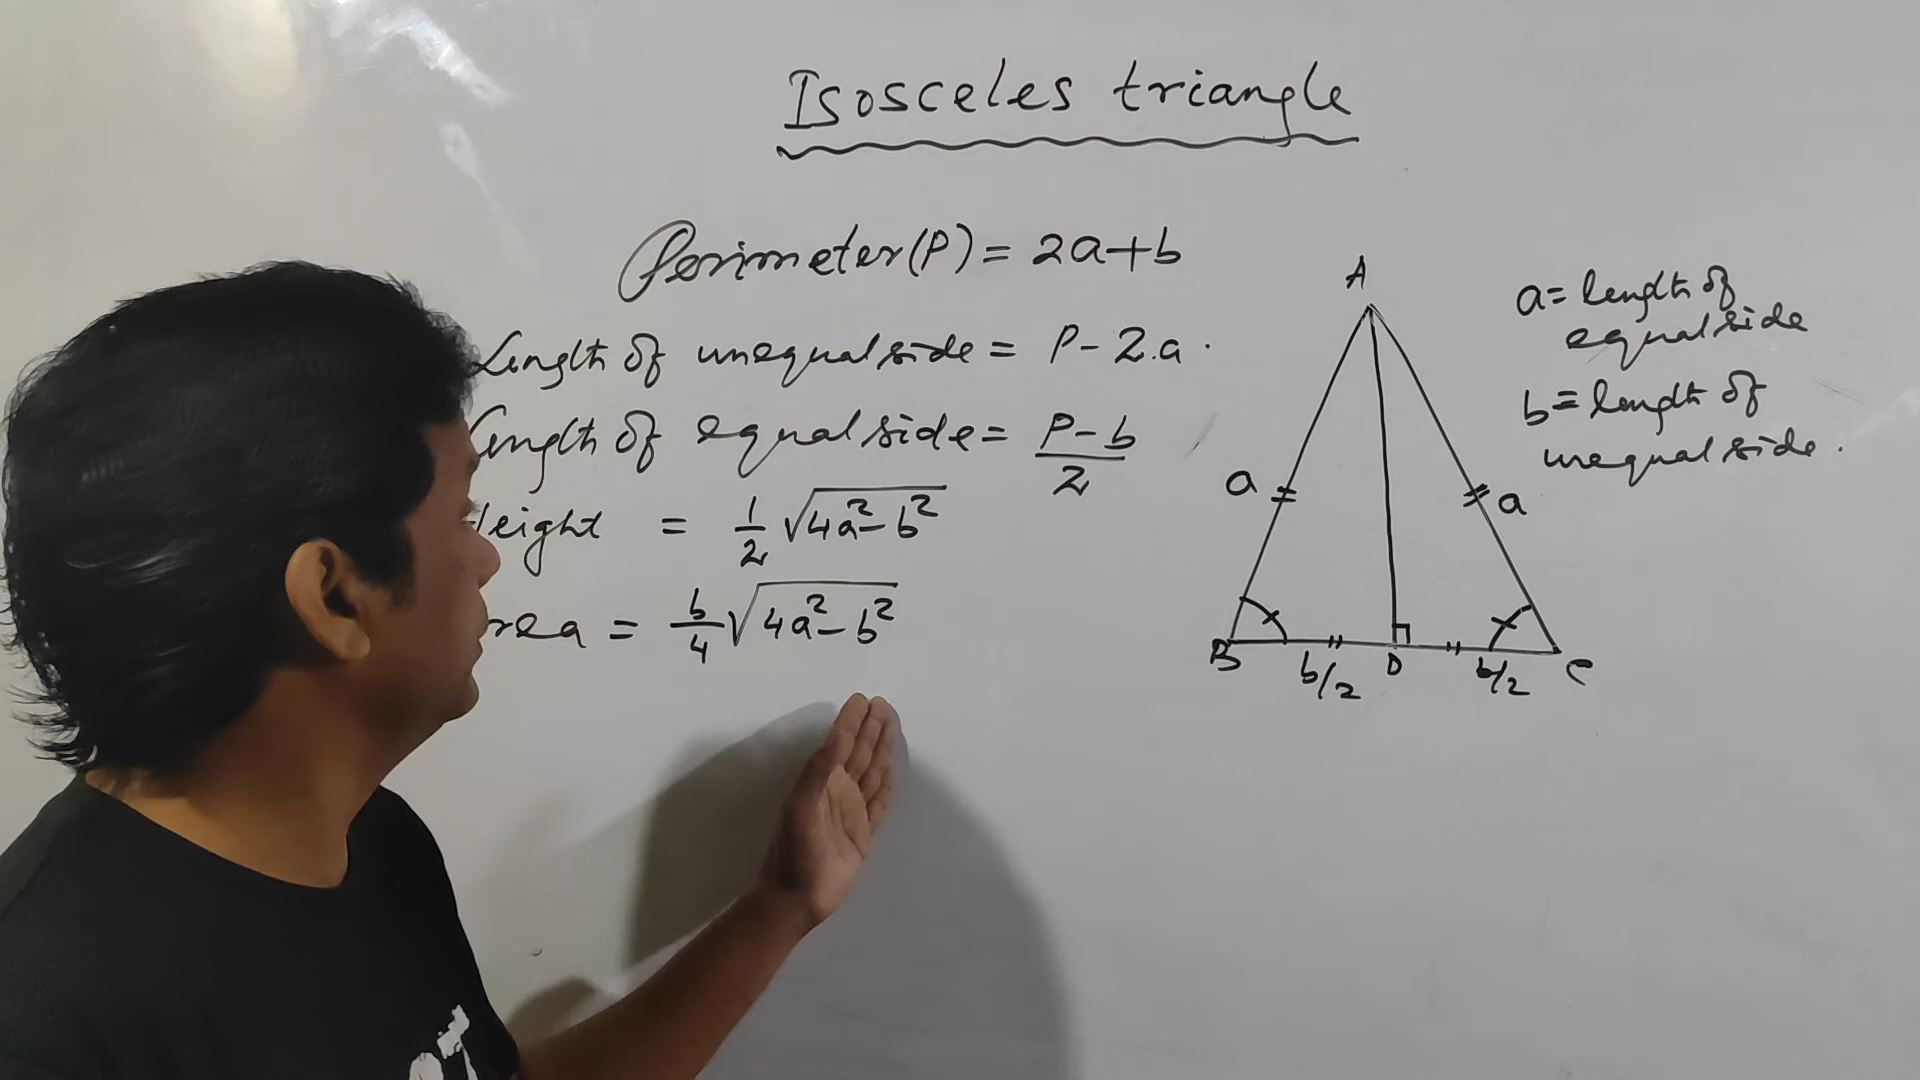 Isosceles triangle
Perimeter(P) = 2a+b
Length of unequal side = P - 2.a.
Length of equal side = P - b / 2
Height = 1/2 √4a²-b²
rea = b/4 √4a²-b²
A
a
a
B
b/2
D
b/2
C
a= length of
equal side
b= length of
unequal side.